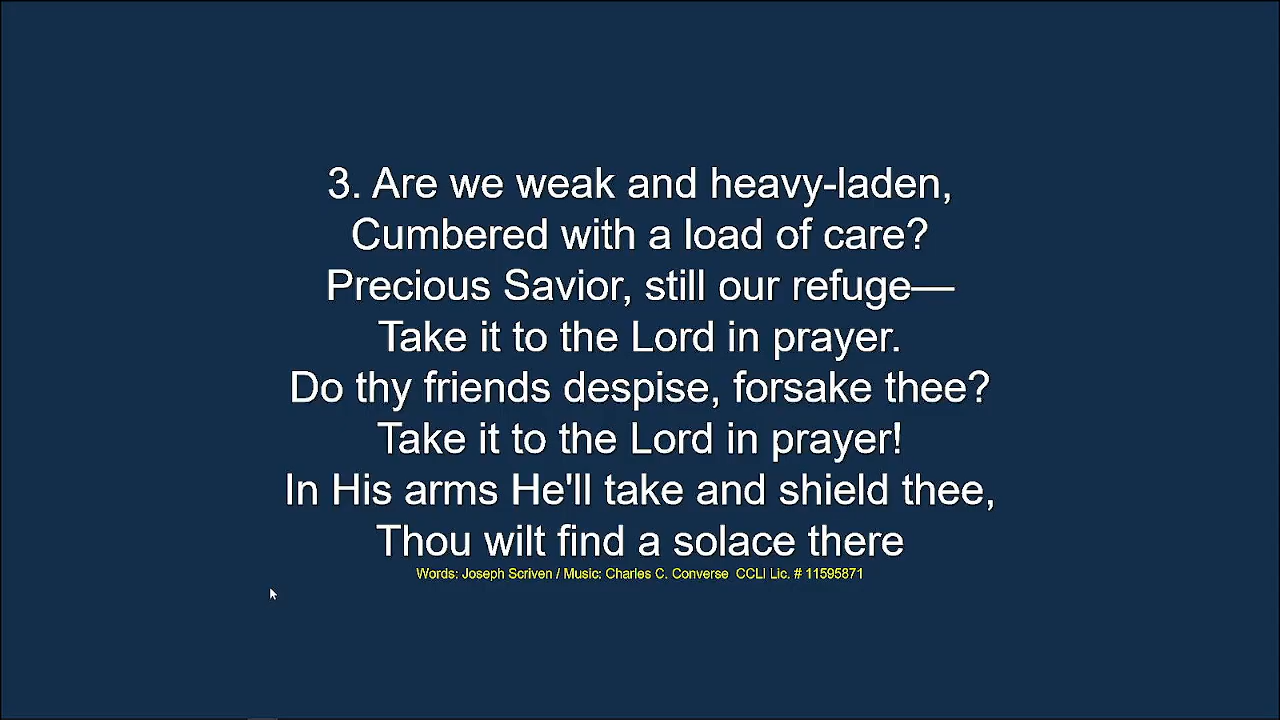 3. Are we weak and heavy-laden,
Cumbered with a load of care?
Precious Savior, still our refuge—
Take it to the Lord in prayer.
Do thy friends despise, forsake thee?
Take it to the Lord in prayer!
In His arms He'll take and shield thee,
Thou wilt find a solace there
Words: Joseph Scriven / Music: Charles C. Converse  CCLI Lic. # 11595871